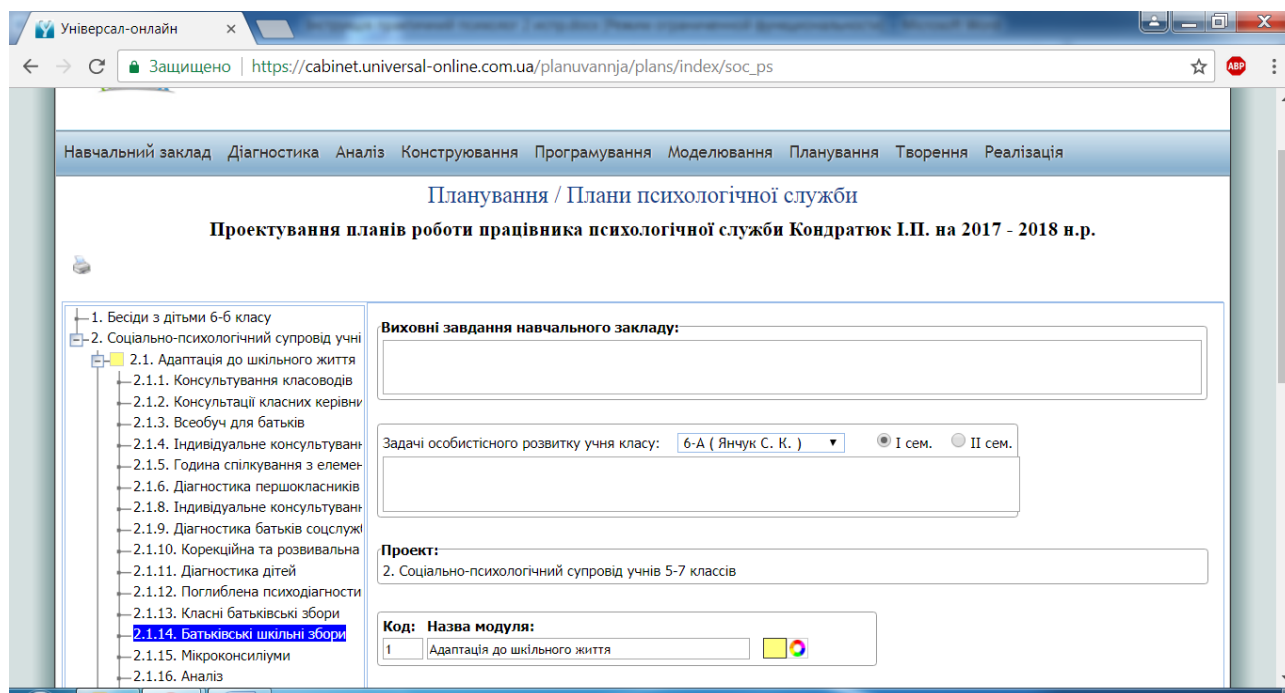 Універсал-онлайн
Защищено | https://cabinet.universal-online.com.ua/planuvannja/plans/index/soc_ps
ABP
Навчальний заклад Діагностика Аналіз Конструювання Програмування Моделювання Планування Творення Реалізація
Планування / Плани психологічної служби
Проектування планів роботи працівника психологічної служби Кондратюк І.П. на 2017 - 2018 н.р.
1. Бесіди з дітьми 6-б класу
2. Соціально-психологічний супровід учні
2.1. Адаптація до шкільного життя
2.1.1. Консультування класоводів
2.1.2. Консультації класних керівни
2.1.3. Всеобуч для батьків
2.1.4. Індивідуальне консультуванн
2.1.5. Година спілкування з елемен
2.1.6. Діагностика першокласників
2.1.8. Індивідуальне консультуванн
2.1.9. Діагностика батьків соцслужб
2.1.10. Корекційна та розвивальна
2.1.11. Діагностика дітей
2.1.12. Поглиблена психодіагности
2.1.13. Класні батьківські збори
2.1.14. Батьківські шкільні збори
2.1.15. Мікроконсиліуми
2.1.16. Аналіз
Виховні завдання навчального закладу:
Задачі особистісного розвитку учня класу: 6-А ( Янчук С. К. ) I сем. II сем.
Проект:
2. Соціально-психологічний супровід учнів 5-7 классів
Код: Назва модуля:
1 Адаптація до шкільного життя